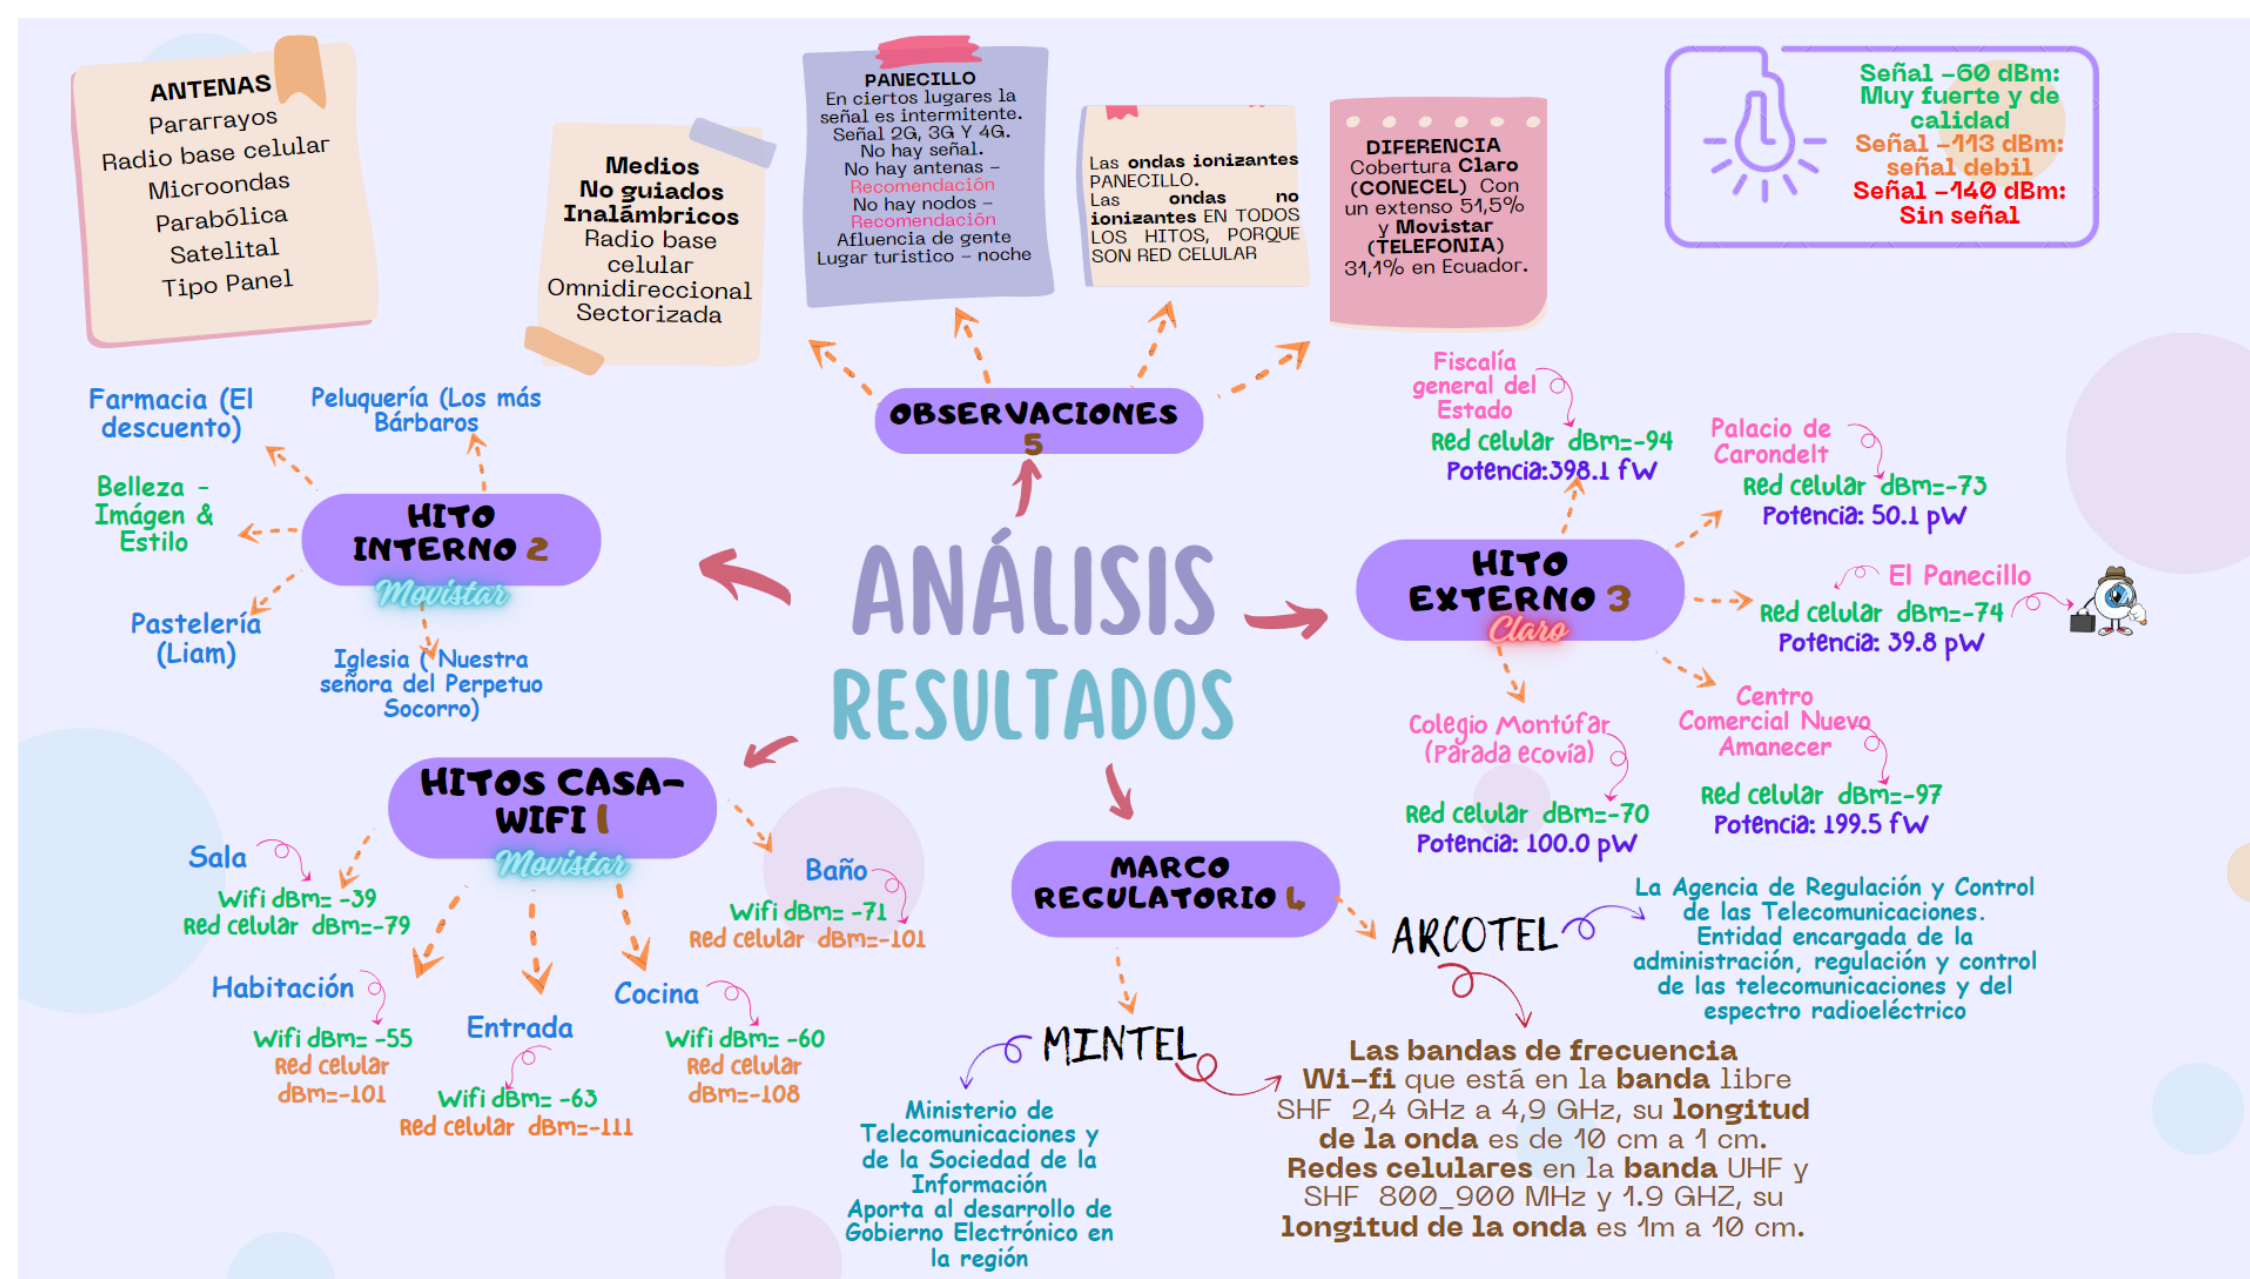 ANTENAS
Pararrayos
Radio base celular
Microondas
Parabólica
Satelital
Tipo Panel
Medios
No guiados
Inalámbricos
Radio base
celular
Omnidireccional
Sectorizada
PANECILLO
En ciertos lugares la
señal es intermitente.
Señal 2G, 3G Y 4G.
No hay señal.
No hay antenas –
Recomendación
No hay nodos –
Recomendación
Afluencia de gente
Lugar turistico – noche
Las ondas ionizantes
PANECILLO.
Las ondas no
ionizantes EN TODOS
LOS HITOS, PORQUE
SON RED CELULAR
DIFERENCIA
Cobertura Claro
(CONECEL) Con
un extenso 51,5%
y Movistar
(TELEFONIA)
31,1% en Ecuador.
Señal –60 dBm:
Muy fuerte y de
calidad
Señal –113 dBm:
señal debil
Señal –140 dBm:
Sin señal
OBSERVACIONES
5
Farmacia (El
descuento)
Peluquería (Los más
Bárbaros
Belleza -
Imágen &
Estilo
HITO
INTERNO 2
Movistar
Pastelería
(Liam)
Iglesia ( Nuestra
señora del Perpetuo
Socorro)
ANÁLISIS
RESULTADOS
Fiscalía
general del
Estado
Red celular dBm=-94
Potencia:398.1 fW
Palacio de
Carondelt
Red celular dBm=-73
Potencia: 50.1 pW
HITO
EXTERNO 3
Claro
El Panecillo
Red celular dBm=-74
Potencia: 39.8 pW
Colegio Montúfar
(Parada ecovía)
Red celular dBm=-70
Potencia: 100.0 pW
Centro
Comercial Nuevo
Amanecer
Red celular dBm=-97
Potencia: 199.5 fW
HITOS CASA-
WIFI 1
Movistar
Sala
Wifi dBm= -39
Red celular dBm=-79
Habitación
Wifi dBm= -55
Red celular
dBm=-101
Entrada
Wifi dBm= -63
Red celular dBm=-111
Cocina
Wifi dBm= -60
Red celular
dBm=-108
Baño
Wifi dBm= -71
Red celular dBm=-101
MARCO
REGULATORIO 4
ARCOTEL
La Agencia de Regulación y Control
de las Telecomunicaciones.
Entidad encargada de la
administración, regulación y control
de las telecomunicaciones y del
espectro radioeléctrico
MINTEL
Ministerio de
Telecomunicaciones y
de la Sociedad de la
Información
Aporta al desarrollo de
Gobierno Electrónico en
la región
Las bandas de frecuencia
Wi–fi que está en la banda libre
SHF 2,4 GHz a 4,9 GHz, su longitud
de la onda es de 10 cm a 1 cm.
Redes celulares en la banda UHF y
SHF 800_900 MHz y 1.9 GHZ, su
longitud de la onda es 1m a 10 cm.